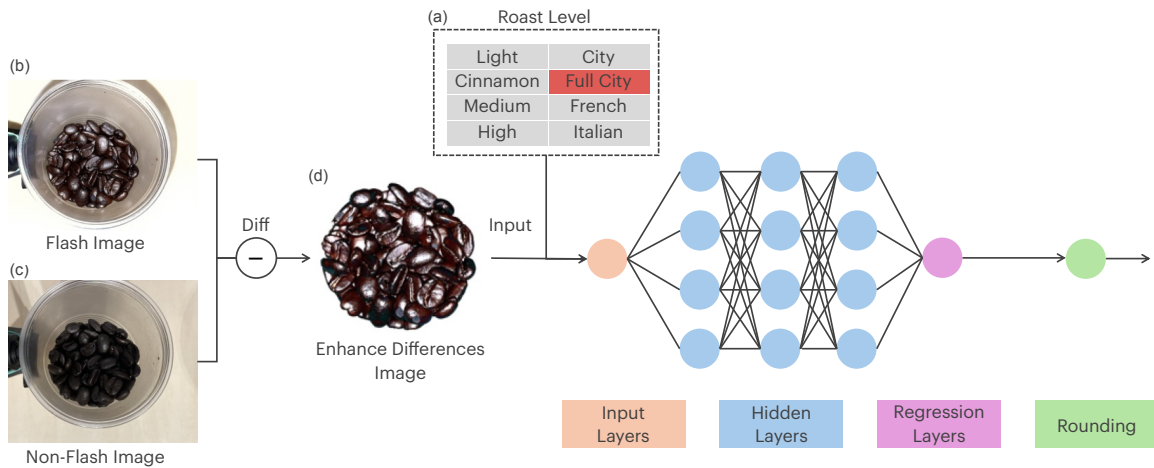 (a)
Roast Level
Light
City
Cinnamon
Full City
Medium
French
High
Italian
(b)
Flash Image
(c)
Non-Flash Image
Diff
−
(d)
Enhance Differences
Image
Input
Input
Layers
Hidden
Layers
Regression
Layers
Rounding